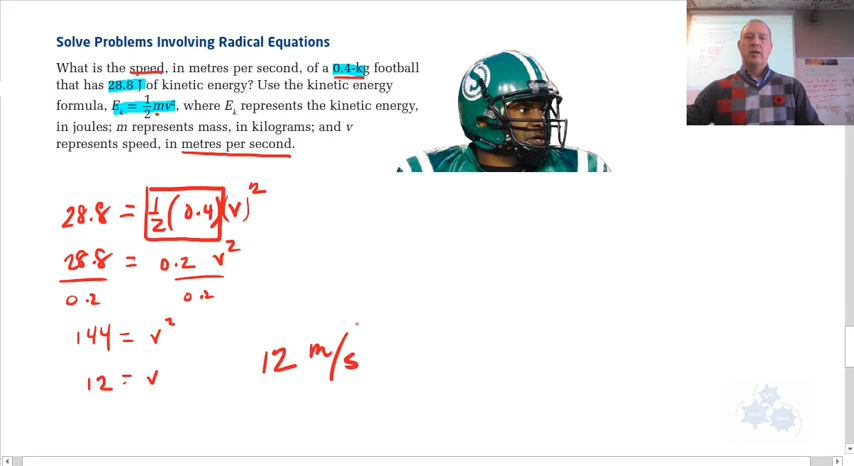 Solve Problems Involving Radical Equations
What is the speed, in metres per second, of a 0.4-kg football
that has 28.8 J of kinetic energy? Use the kinetic energy
formula, Eₖ = 1/2 mv², where Eₖ represents the kinetic energy,
in joules; m represents mass, in kilograms; and v
represents speed, in metres per second.
28.8 = 1/2 (0.4)(v)²
28.8 = 0.2 v²
0.2 0.2
144 = v²
12 = v
12 m/s
S